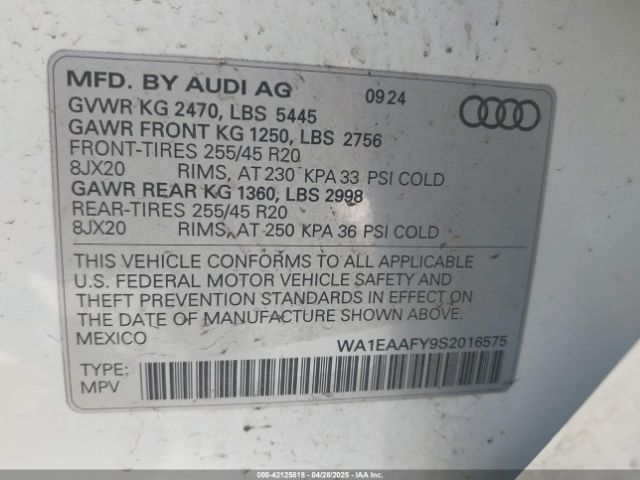 MFD. BY AUDI AG 09 24
GVWR KG 2470, LBS 5445
GAWR FRONT KG 1250, LBS 2756
FRONT-TIRES 255/45 R20
8JX20 RIMS, AT 230 KPA 33 PSI COLD
GAWR REAR KG 1360, LBS 2998
REAR-TIRES 255/45 R20
8JX20 RIMS, AT 250 KPA 36 PSI COLD
THIS VEHICLE CONFORMS TO ALL APPLICABLE
U.S. FEDERAL MOTOR VEHICLE SAFETY AND
THEFT PREVENTION STANDARDS IN EFFECT ON
THE DATE OF MANUFACTURE SHOWN ABOVE.
MEXICO WA1EAAFY9S2016575
TYPE:
MPV
000-42125818 - 04/28/2025 - IAAI.COM